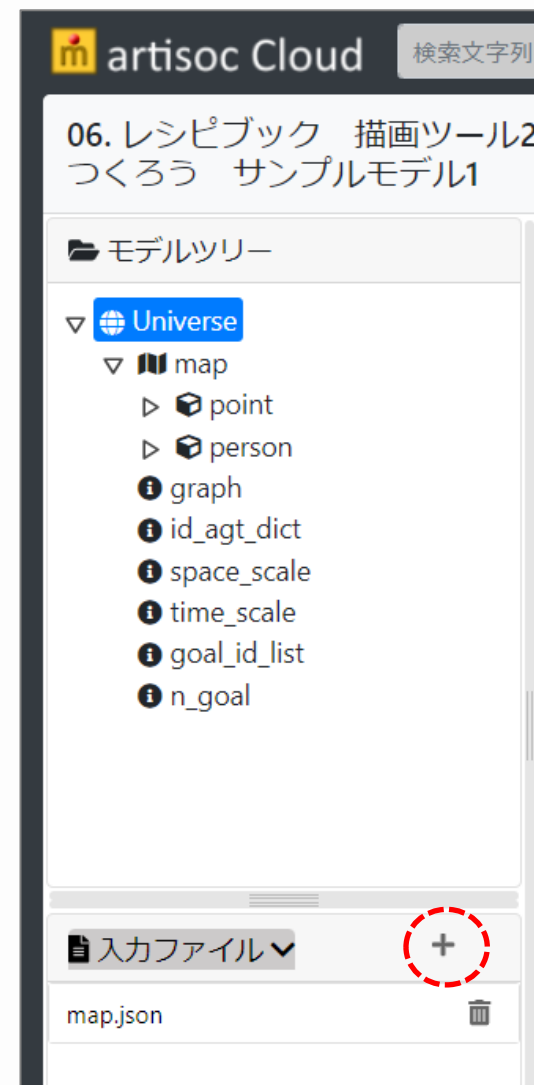 artisoc Cloud
検索文字列
06. レシピブック　描画ツール2
つくろう　サンプルモデル1
モデルツリー
Universe
map
point
person
graph
id_agt_dict
space_scale
time_scale
goal_id_list
n_goal
入力ファイル
map.json